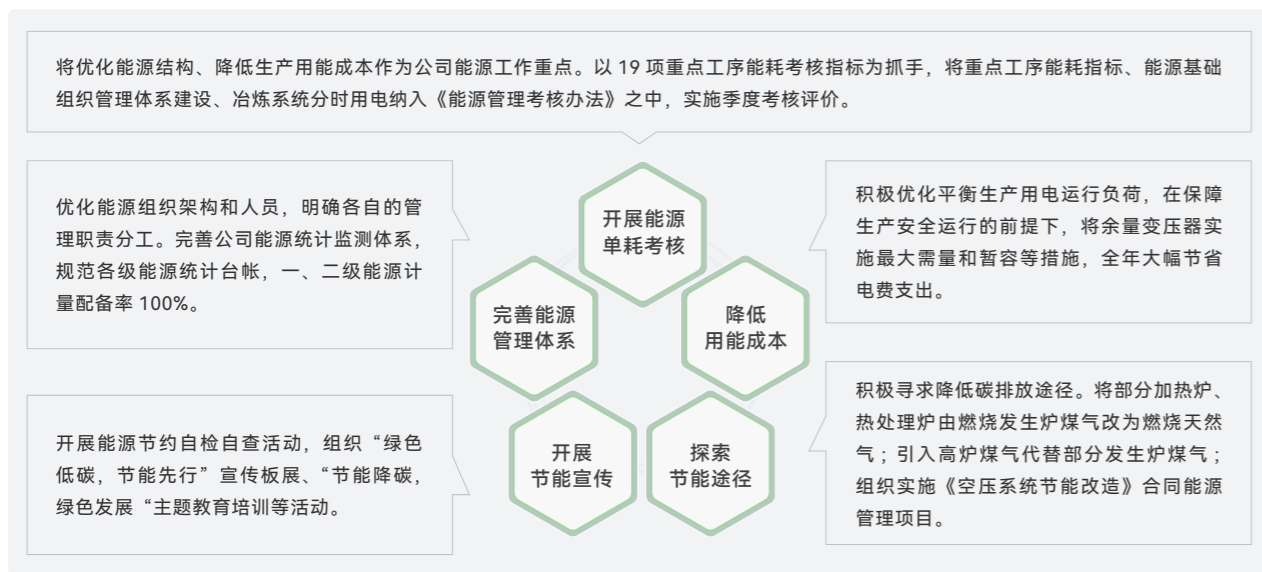 将优化能源结构、降低生产用能成本作为公司能源工作重点。以 19 项重点工序能耗考核指标为抓手，将重点工序能耗指标、能源基础
组织管理体系建设、冶炼系统分时用电纳入《能源管理考核办法》之中，实施季度考核评价。
优化能源组织架构和人员，明确各自的管
理职责分工。完善公司能源统计监测体系，
规范各级能源统计台帐，一、二级能源计
量配备率 100%。
开展能源
单耗考核
积极优化平衡生产用电运行负荷，在保障
生产安全运行的前提下，将余量变压器实
施最大需量和暂容等措施，全年大幅节省
电费支出。
完善能源
管理体系
降低
用能成本
开展能源节约自检自查活动，组织“绿色
低碳，节能先行”宣传板展、“节能降碳，
绿色发展“主题教育培训等活动。
开展
节能宣传
探索
节能途径
积极寻求降低碳排放途径。将部分加热炉、
热处理炉由燃烧发生炉煤气改为燃烧天然
气；引入高炉煤气代替部分发生炉煤气；
组织实施《空压系统节能改造》合同能源
管理项目。